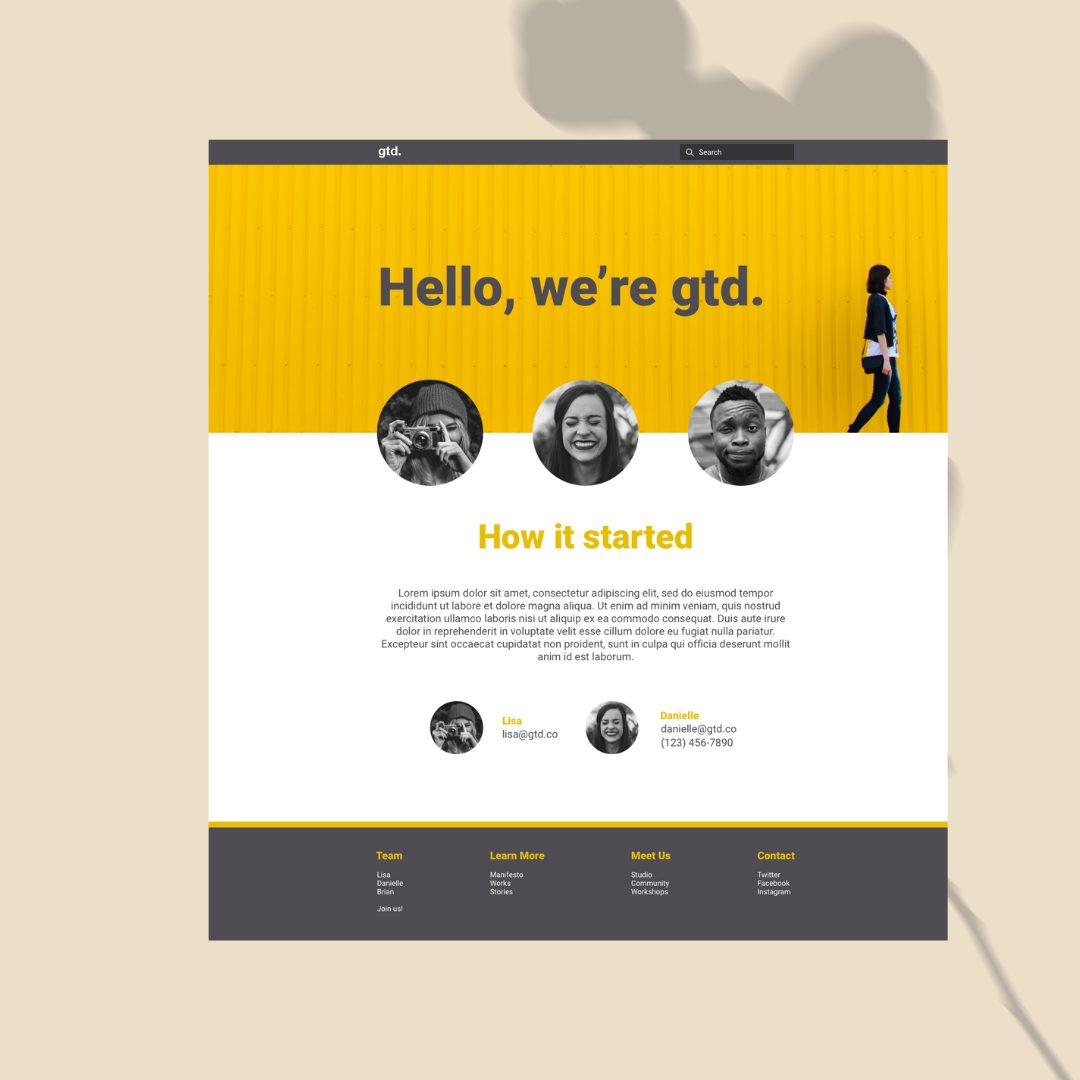 gtd.
Search
Hello, we’re gtd.
How it started
Lorem ipsum dolor sit amet, consectetur adipiscing elit, sed do eiusmod tempor
incididunt ut labore et dolore magna aliqua. Ut enim ad minim veniam, quis nostrud
exercitation ullamco laboris nisi ut aliquip ex ea commodo consequat. Duis aute irure
dolor in reprehenderit in voluptate velit esse cillum dolore eu fugiat nulla pariatur.
Excepteur sint occaecat cupidatat non proident, sunt in culpa qui officia deserunt mollit
anim id est laborum.
Lisa
lisa@gtd.co
Danielle
danielle@gtd.co
(123) 456-7890
Team
Lisa
Danielle
Brian
Join us!
Learn More
Manifesto
Works
Stories
Meet Us
Studio
Community
Workshops
Contact
Twitter
Facebook
Instagram